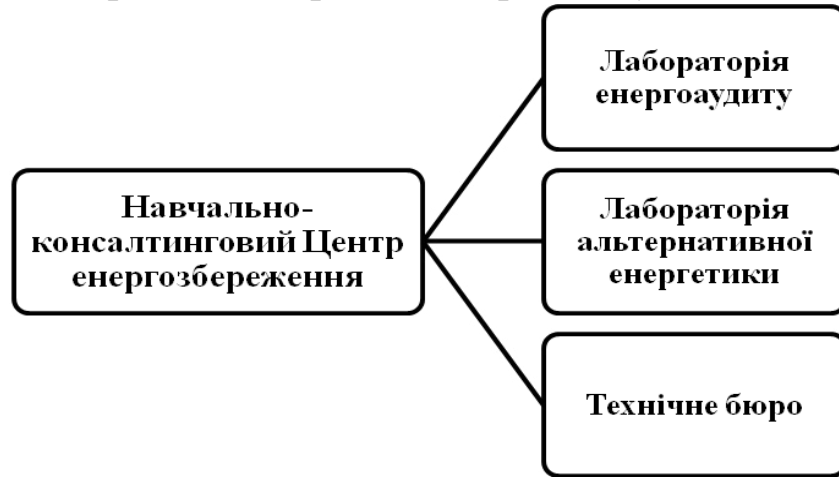 Навчально-
консалтинговий Центр
енергозбереження
Лабораторія
енергоаудиту
Лабораторія
альтернативної
енергетики
Технічне бюро